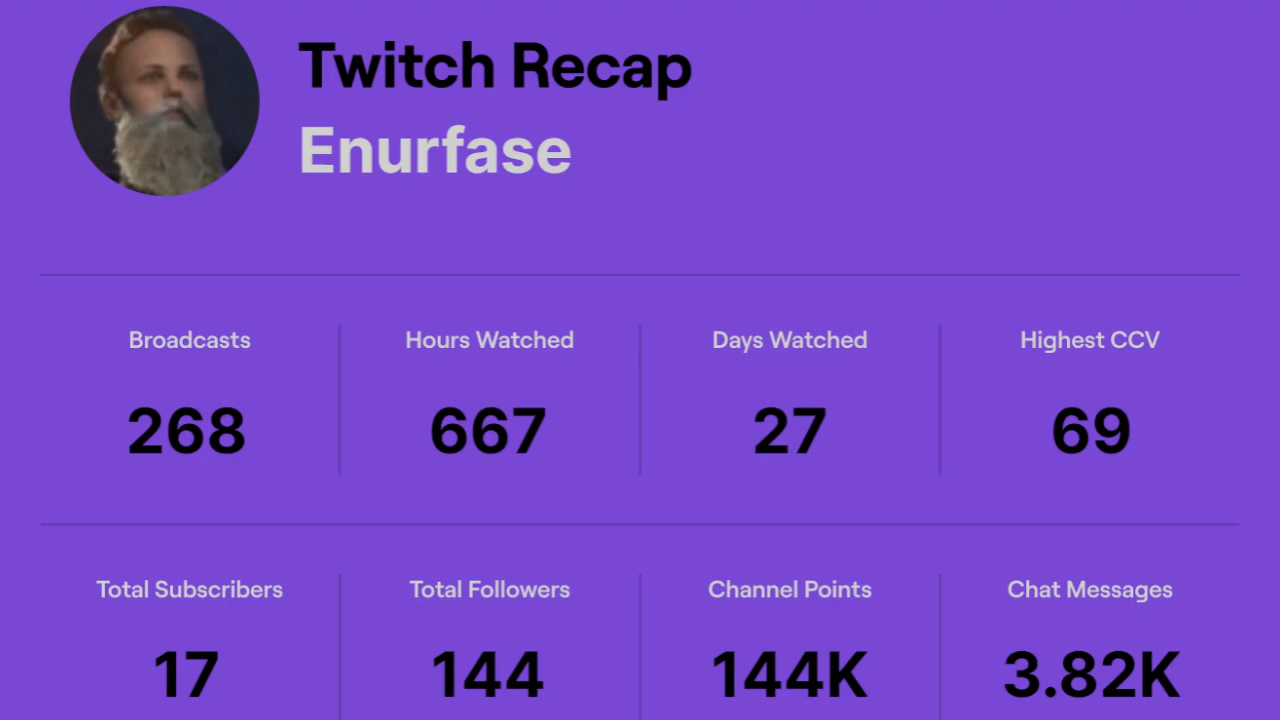 Twitch Recap
Enurfase
Broadcasts
Hours Watched
Days Watched
Highest CCV
268
667
27
69
Total Subscribers
Total Followers
Channel Points
Chat Messages
17
144
144K
3.82K